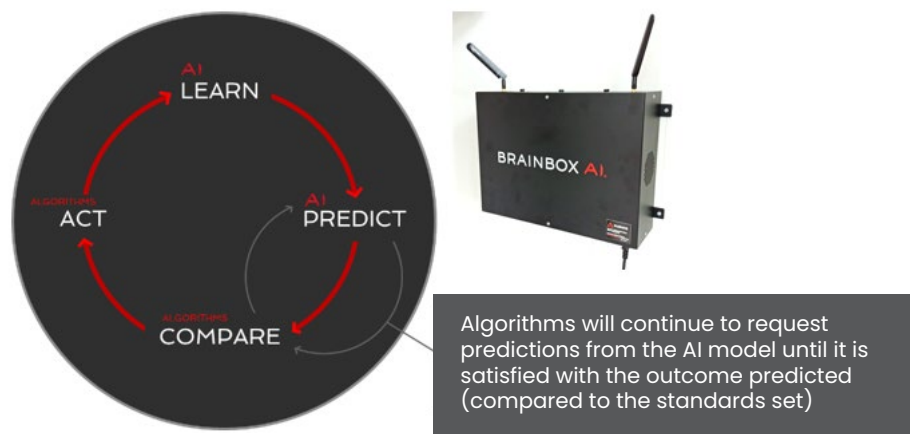 AI
LEARN
AI
PREDICT
ALGORITHMS
COMPARE
ALGORITHMS
ACT
BRAINBOX AI.
Algorithms will continue to request
predictions from the AI model until it is
satisfied with the outcome predicted
(compared to the standards set)